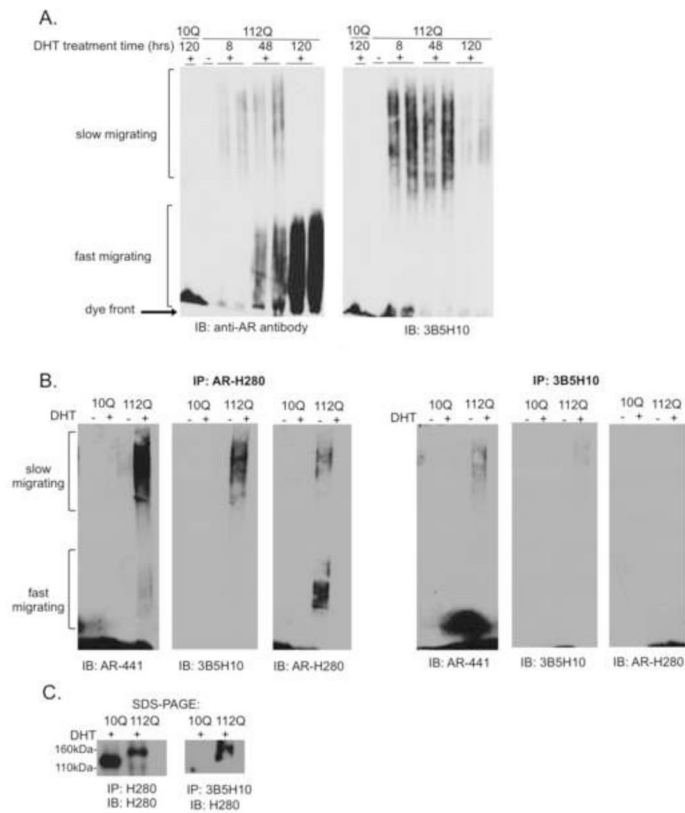 A.
10Q 112Q 10Q 112Q
DHT treatment time (hrs) 120 8 48 120 120 8 48 120
+ - + + + + - + + +
slow migrating
fast migrating
dye front
IB: anti-AR antibody IB: 3B5H10
B.
IP: AR-H280 IP: 3B5H10
10Q 112Q 10Q 112Q 10Q 112Q 10Q 112Q 10Q 112Q 10Q 112Q
DHT - + - + - + - + - + - + DHT - + - + - + - + - + - +
slow
migrating
fast
migrating
IB: AR-441 IB: 3B5H10 IB: AR-H280 IB: AR-441 IB: 3B5H10 IB: AR-H280
C.
SDS-PAGE:
10Q 112Q 10Q 112Q
DHT + + + +
160kDa-
110kDa-
IP: H280 IP: 3B5H10
IB: H280 IB: H280